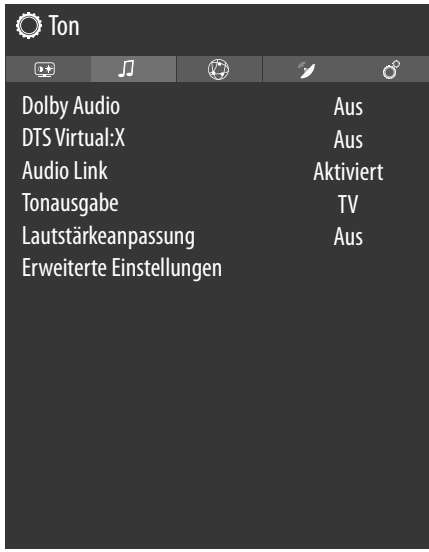 Ton
Dolby Audio Aus
DTS Virtual:X Aus
Audio Link Aktiviert
Tonausgabe TV
Lautstärkeanpassung Aus
Erweiterte Einstellungen